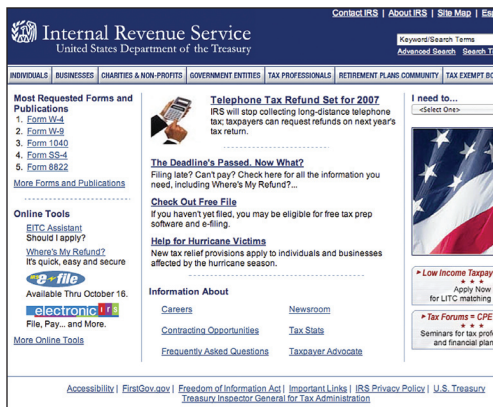 Contact IRS | About IRS | Site Map |
Internal Revenue Service
United States Department of the Treasury
Keyword/Search Terms
Advanced Search Search
INDIVIDUALS BUSINESSES CHARITIES & NON-PROFITS GOVERNMENT ENTITIES TAX PROFESSIONALS RETIREMENT PLANS COMMUNITY TAX EXEMPT
Most Requested Forms and
Publications
1. Form W-4
2. Form W-9
3. Form 1040
4. Form SS-4
5. Form 8822
More Forms and Publications
Online Tools
EITC Assistant
Should I apply?
Where's My Refund?
It's quick, easy and secure
e-file
Available Thru October 16.
electronic irs
File, Pay... and More.
More Online Tools
Telephone Tax Refund Set for 2007
IRS will stop collecting long-distance telephone
tax; taxpayers can request refunds on next year's
tax return.
The Deadline's Passed. Now What?
Filing late? Can't pay? Check here for all the information you
need, including Where's My Refund?...
Check Out Free File
If you haven't yet filed, you may be eligible for free tax prep
software and e-filing.
Help for Hurricane Victims
New tax relief provisions apply to individuals and businesses
affected by the hurricane season.
Information About
Careers
Newsroom
Contracting Opportunities
Tax Stats
Frequently Asked Questions
Taxpayer Advocate
I need to...
<Select One>
Low Income Taxpay
Apply Now
for LITC matching
Tax Forums = CPE
Seminars for tax prof
and financial plan
Accessibility | FirstGov.gov | Freedom of Information Act | Important Links | IRS Privacy Policy | U.S. Treasury
Treasury Inspector General for Tax Administration